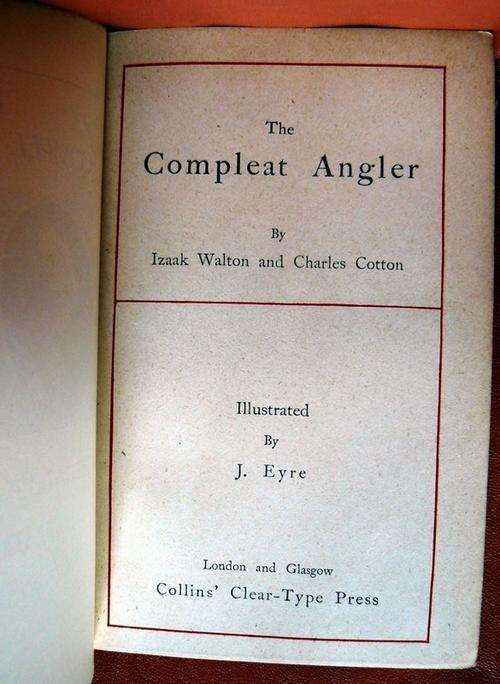 The
Compleat Angler
By
Izaak Walton and Charles Cotton
Illustrated
By
J. Eyre
London and Glasgow
Collins' Clear-Type Press